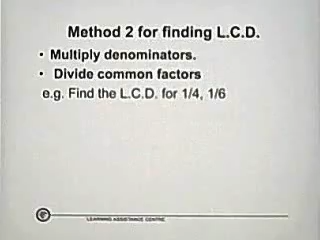 Method 2 for finding L.C.D.
• Multiply denominators.
• Divide common factors
e.g. Find the L.C.D. for 1/4, 1/6
LEARNING ASSISTANCE CENTRE